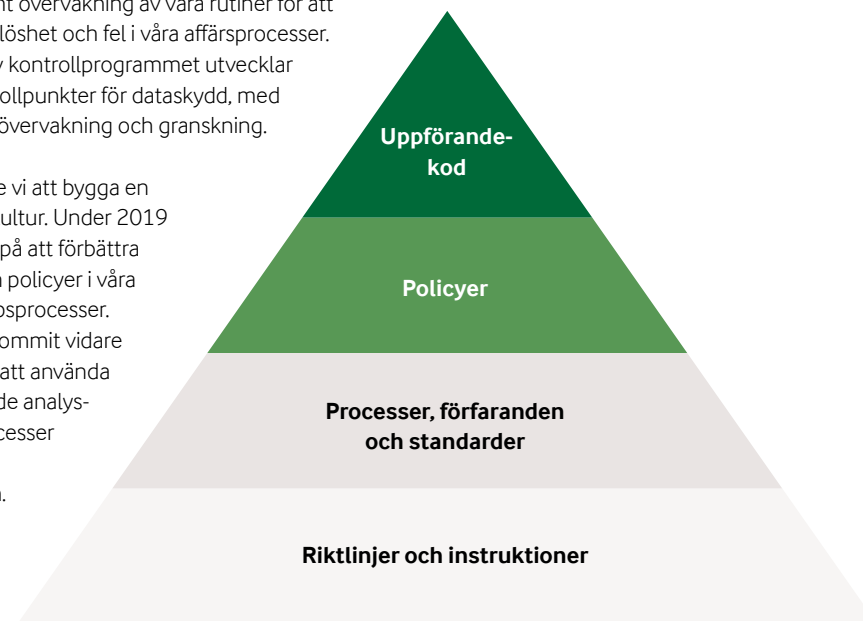 övervakning av våra rutiner för att
löshet och fel i våra affärsprocesser.
kontrollprogrammet utvecklar
ollpunkter för dataskydd, med
övervakning och granskning.
vi att bygga en
ultur. Under 2019
på att förbättra
policyer i våra
psprocesser.
ommit vidare
att använda
de analys-
cesser
Uppförande-
kod
Policyer
Processer, förfaranden
och standarder
Riktlinjer och instruktioner